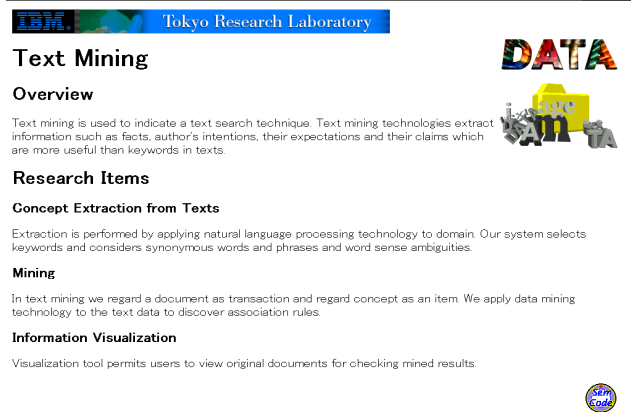 IBM. Tokyo Research Laboratory
Text Mining
DATA
Overview
Text mining is used to indicate a text search technique. Text mining technologies extract
information such as facts, author's intentions, their expectations and their claims which
are more useful than keywords in texts.
Research Items
Concept Extraction from Texts
Extraction is performed by applying natural language processing technology to domain. Our system selects
keywords and considers synonymous words and phrases and word sense ambiguities.
Mining
In text mining we regard a document as transaction and regard concept as an item. We apply data mining
technology to the text data to discover association rules.
Information Visualization
Visualization tool permits users to view original documents for checking mined results.
Sem
Code